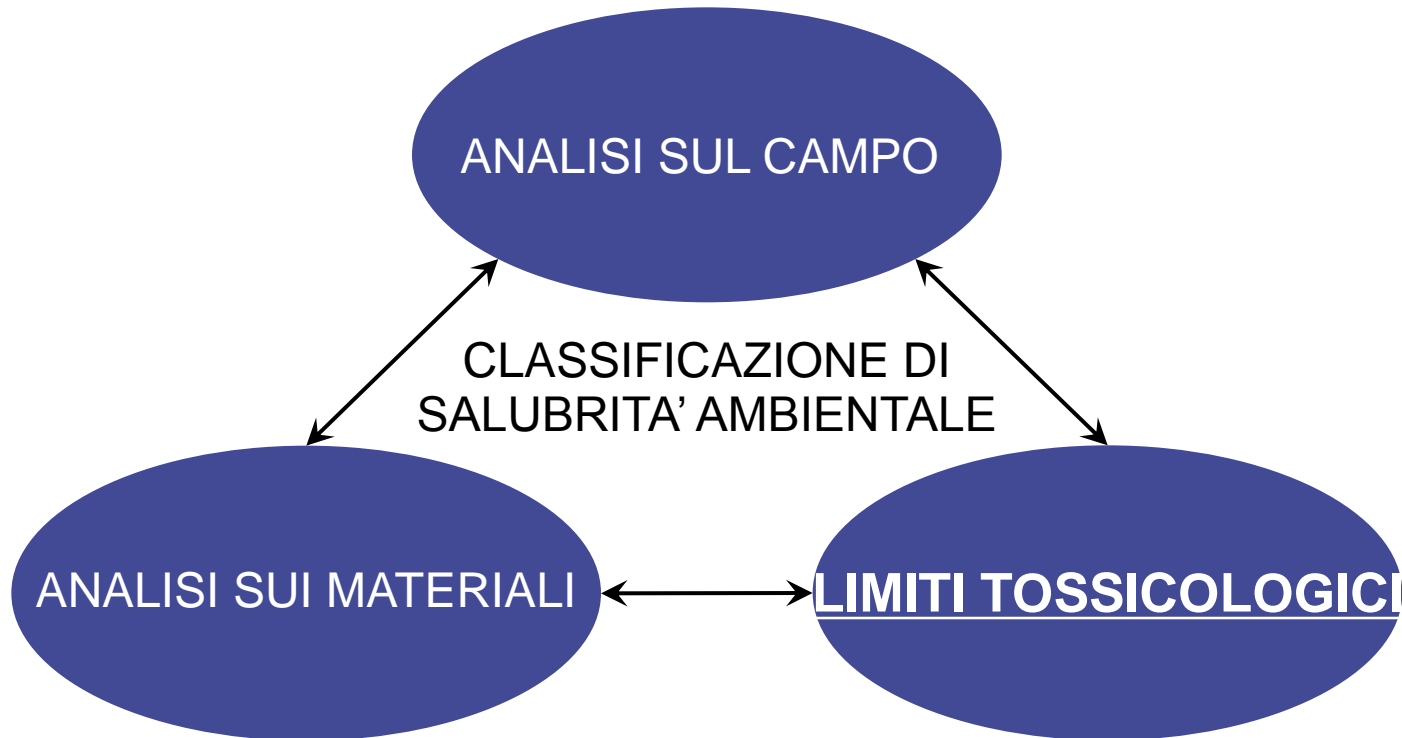 ANALISI SUL CAMPO
CLASSIFICAZIONE DI
SALUBRITA’ AMBIENTALE
ANALISI SUI MATERIALI
LIMITI TOSSICOLOGICI